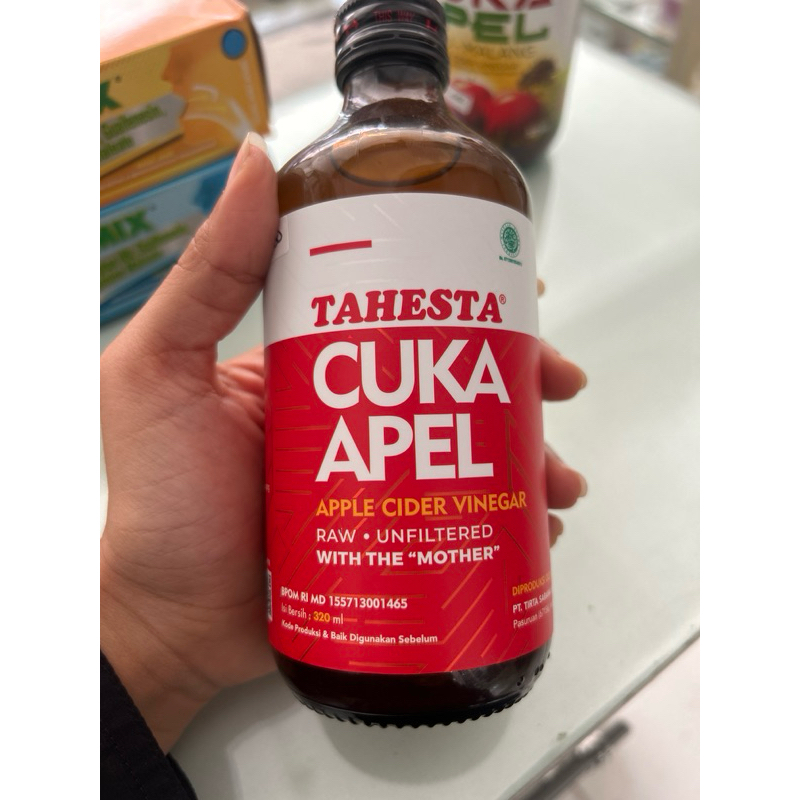 TAHESTA®
CUKA
APEL
APPLE CIDER VINEGAR
RAW • UNFILTERED
WITH THE "MOTHER"
BPOM RI MD 155713001465
Isi Bersih : 320 ml
Kode Produksi & Baik Digunakan Sebelum
PT. TIRTA
APEL